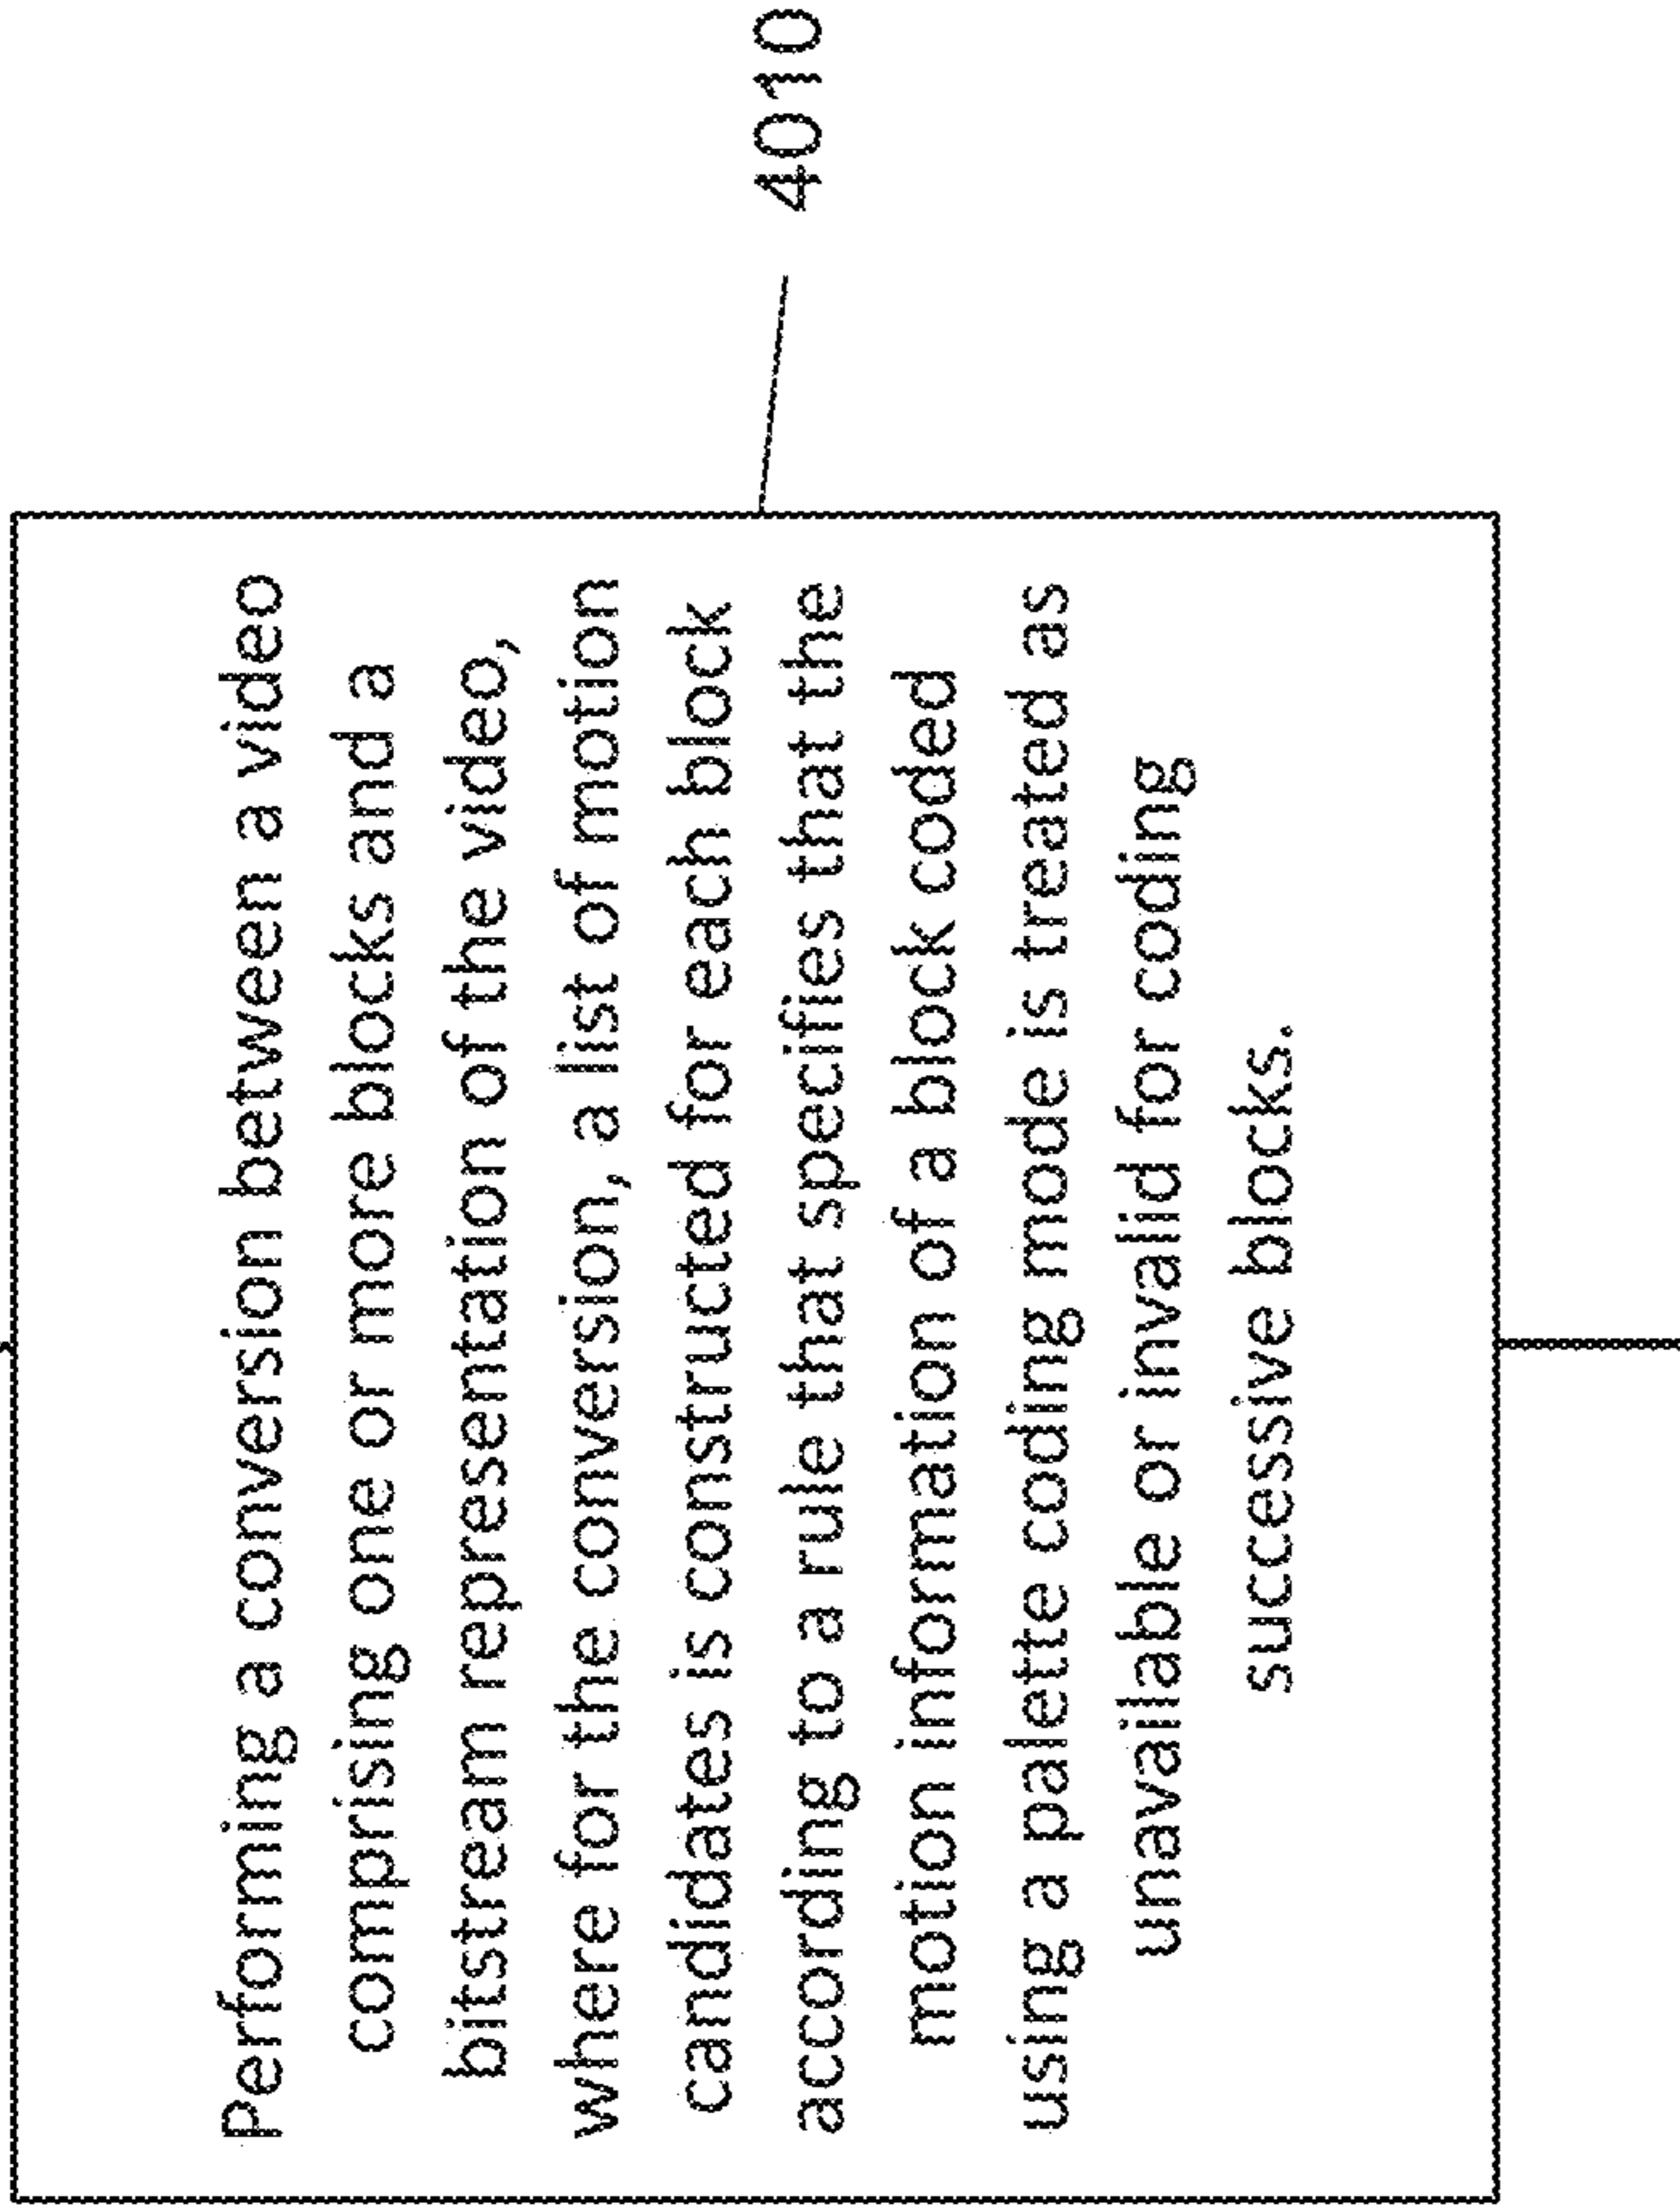 Performing a conversion between a video
comprising one or more blocks and a
bitstream representation of the video,
where for the conversion, a list of motion
candidates is constructed for each block
according to a rule that specifies that the
motion information of a block coded
using a palette coding mode is treated as
unavailable or invalid for coding
successive blocks.
4010